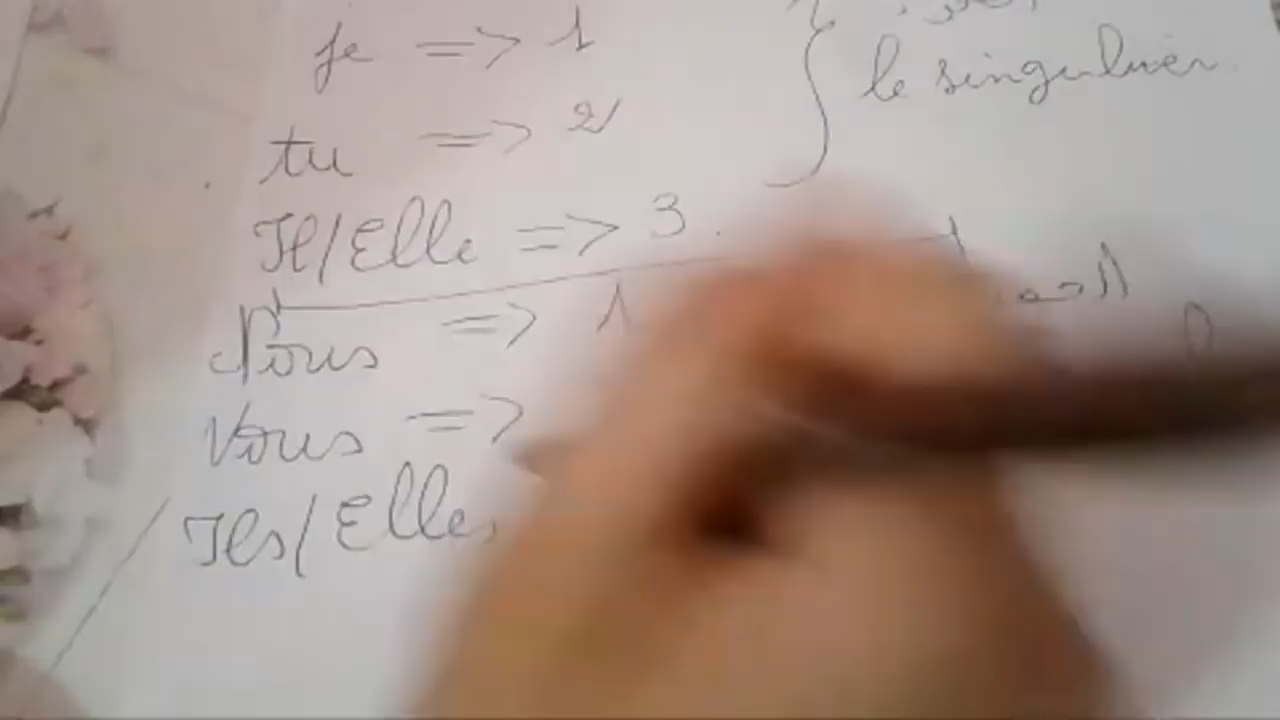 je => 1
tu => 2
Il/Elle => 3.
le singulier
Nous => 1
Vous =>
Ils/Elles